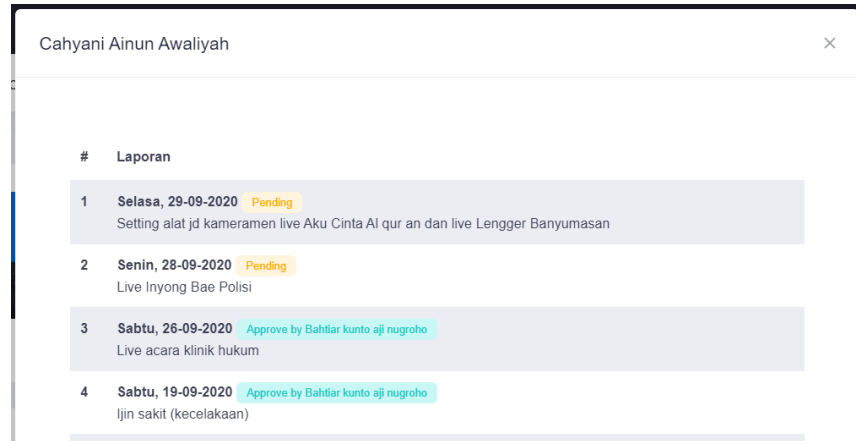 Cahyani Ainun Awaliyah
×
# Laporan
1 Selasa, 29-09-2020 Pending
Setting alat jd kameramen live Aku Cinta Al qur an dan live Lengger Banyumasan
2 Senin, 28-09-2020 Pending
Live Inyong Bae Polisi
3 Sabtu, 26-09-2020 Approve by Bahtiar kunto aji nugroho
Live acara klinik hukum
4 Sabtu, 19-09-2020 Approve by Bahtiar kunto aji nugroho
Ijin sakit (kecelakaan)